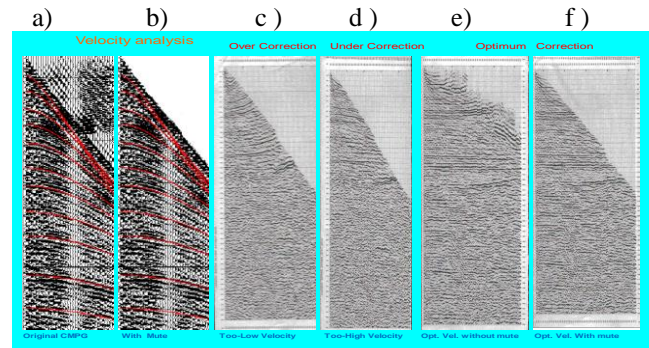 a) b) c ) d ) e) f )
Velocity analysis
Over Correction
Under Correction
Optimum Correction
Original CMPG
With Mute
Too-Low Velocity
Too-High Velocity
Opt. Vel. without mute
Opt. Vel. With mute